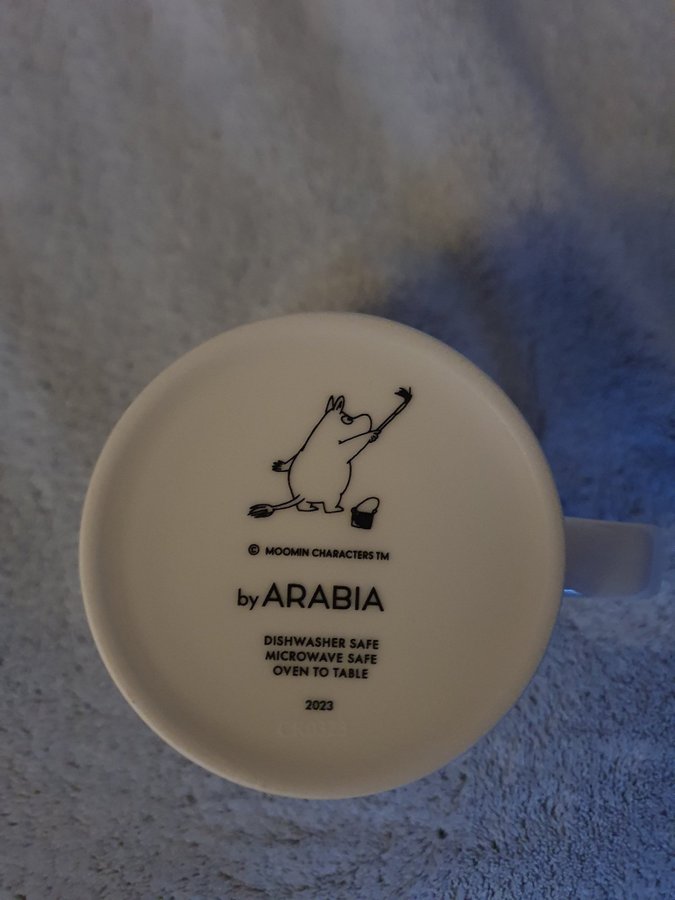 © MOOMIN CHARACTERS TM
by ARABIA
DISHWASHER SAFE
MICROWAVE SAFE
OVEN TO TABLE
2023